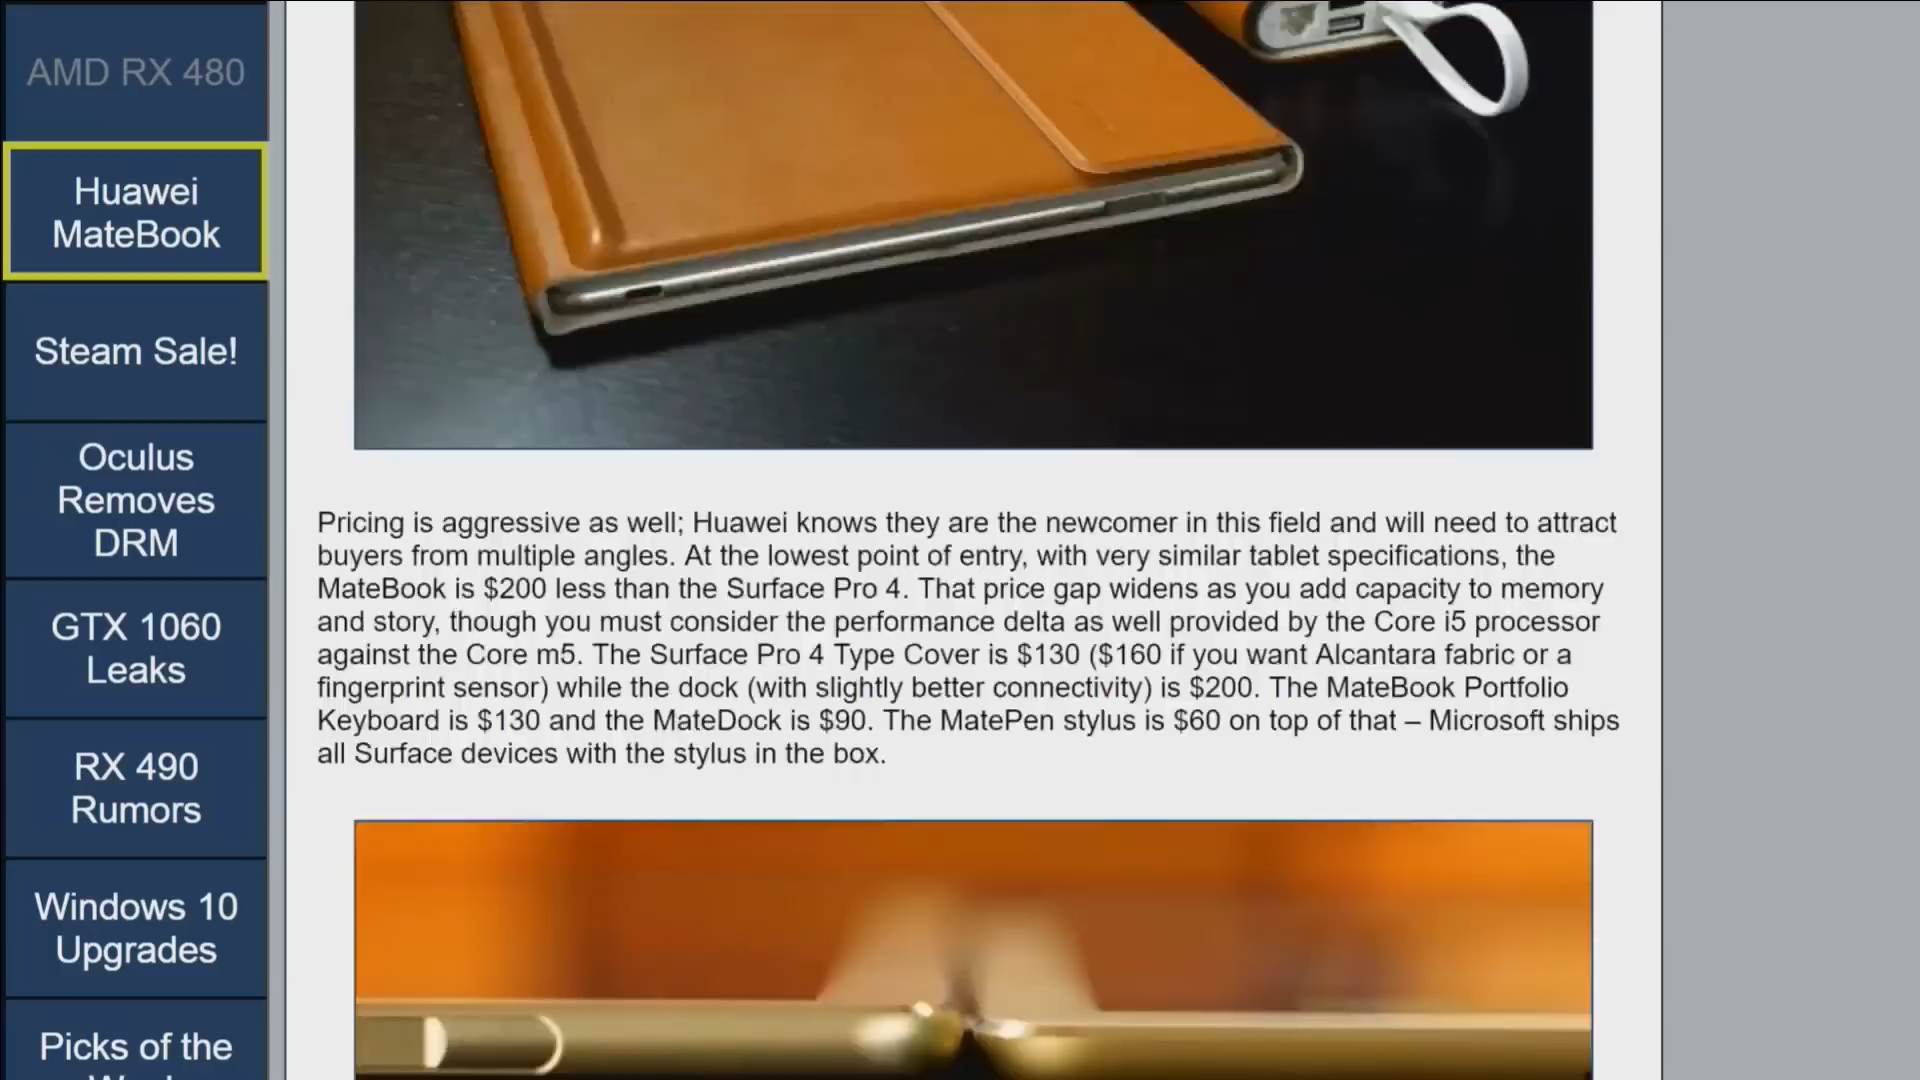 AMD RX 480
Huawei
MateBook
Steam Sale!
Oculus
Removes
DRM
GTX 1060
Leaks
RX 490
Rumors
Windows 10
Upgrades
Picks of the
Pricing is aggressive as well; Huawei knows they are the newcomer in this field and will need to attract
buyers from multiple angles. At the lowest point of entry, with very similar tablet specifications, the
MateBook is $200 less than the Surface Pro 4. That price gap widens as you add capacity to memory
and story, though you must consider the performance delta as well provided by the Core i5 processor
against the Core m5. The Surface Pro 4 Type Cover is $130 ($160 if you want Alcantara fabric or a
fingerprint sensor) while the dock (with slightly better connectivity) is $200. The MateBook Portfolio
Keyboard is $130 and the MateDock is $90. The MatePen stylus is $60 on top of that – Microsoft ships
all Surface devices with the stylus in the box.